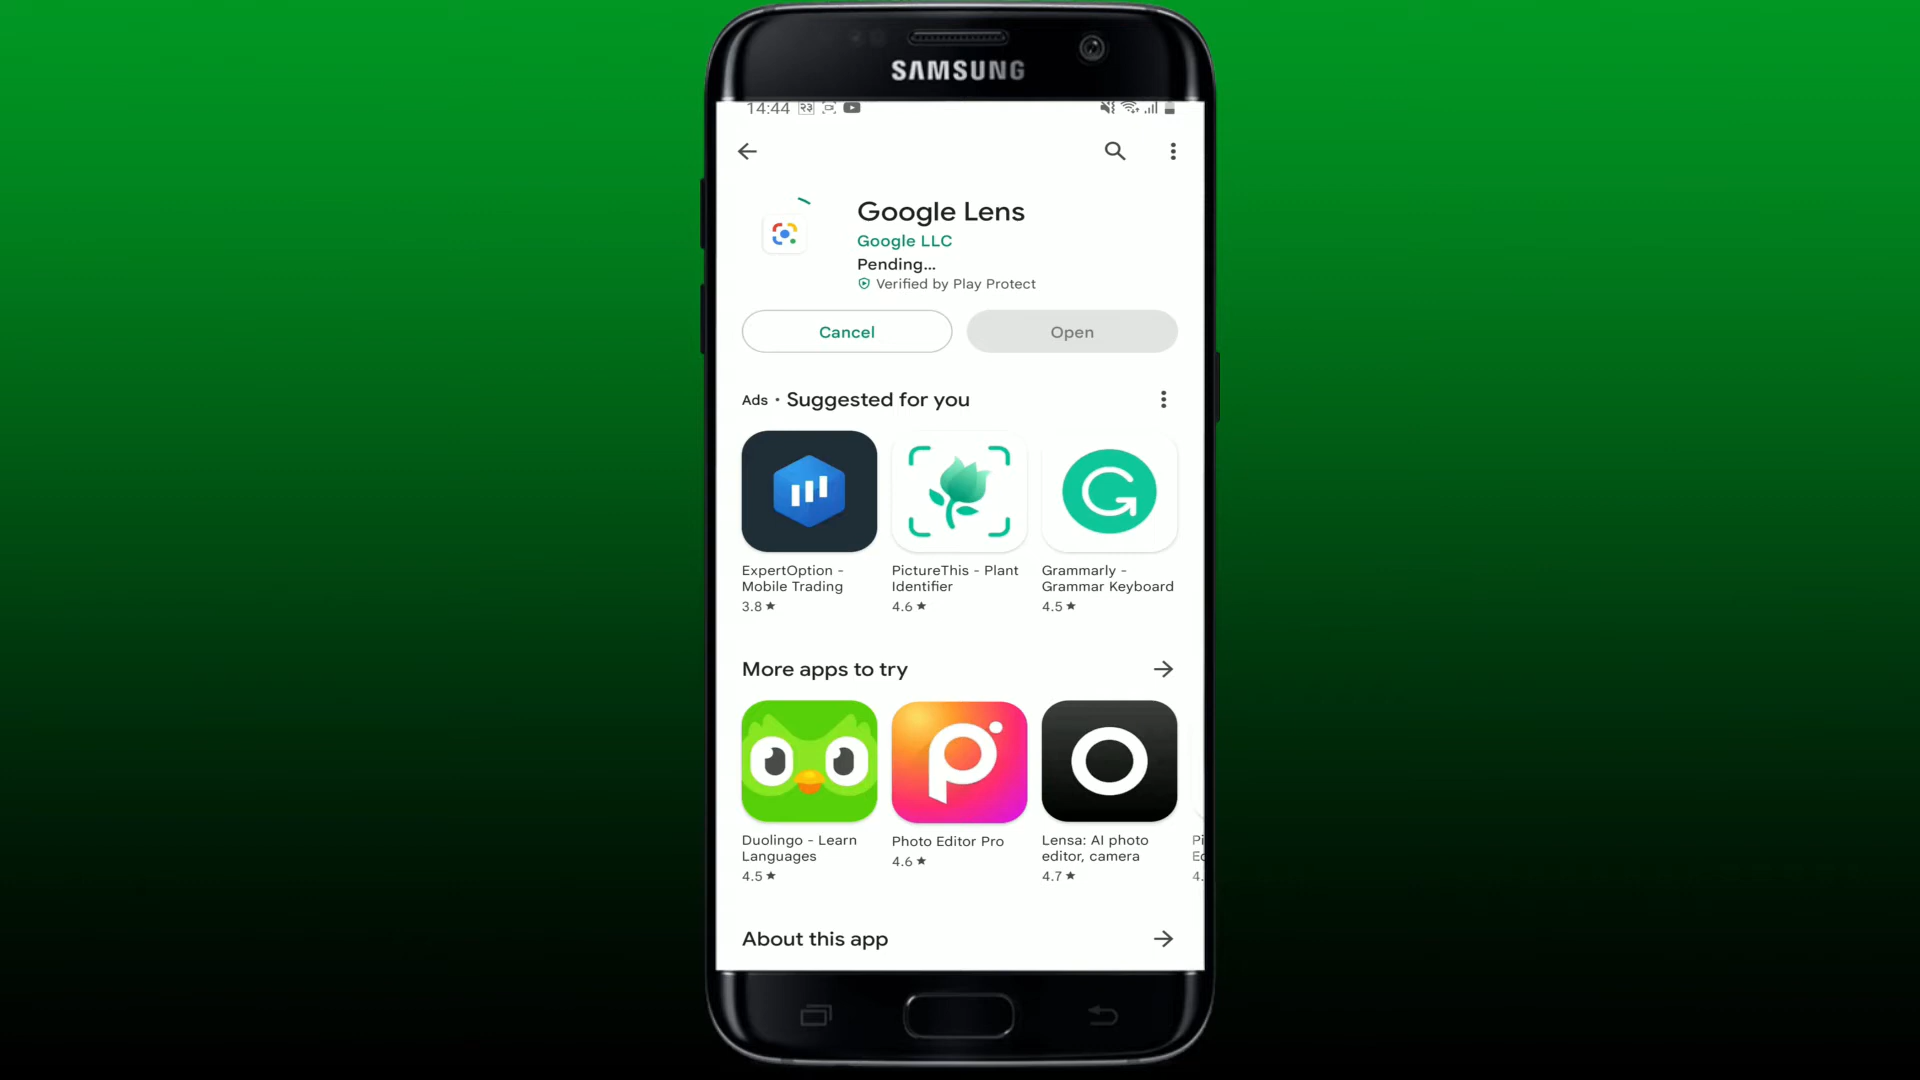 SAMSUNG
14:44 २३
Google Lens
Google LLC
Pending...
Verified by Play Protect
Cancel
Open
Ads • Suggested for you
ExpertOption -
Mobile Trading
3.8 ★
PictureThis - Plant
Identifier
4.6 ★
Grammarly -
Grammar Keyboard
4.5 ★
More apps to try
Duolingo - Learn
Languages
4.5 ★
Photo Editor Pro
4.6 ★
Lensa: AI photo
editor, camera
4.7 ★
About this app